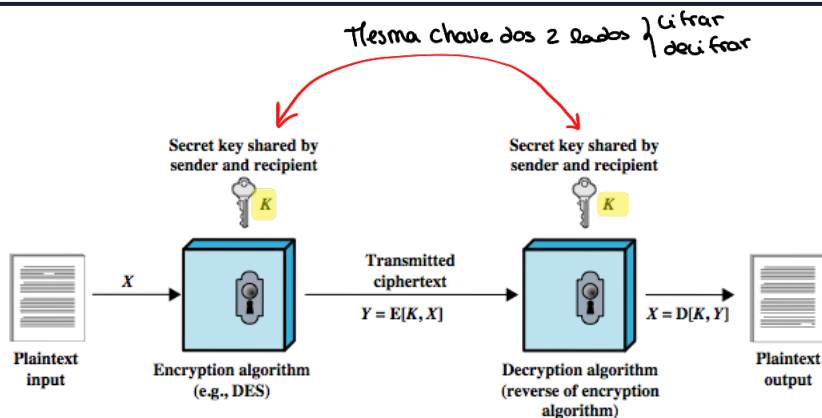 Mesma chave dos 2 lados { cifrar
decifrar
Secret key shared by
sender and recipient
K
Secret key shared by
sender and recipient
K
X
Transmitted
ciphertext
Y = E[K, X]
X = D[K, Y]
Plaintext
input
Encryption algorithm
(e.g., DES)
Decryption algorithm
(reverse of encryption
algorithm)
Plaintext
output